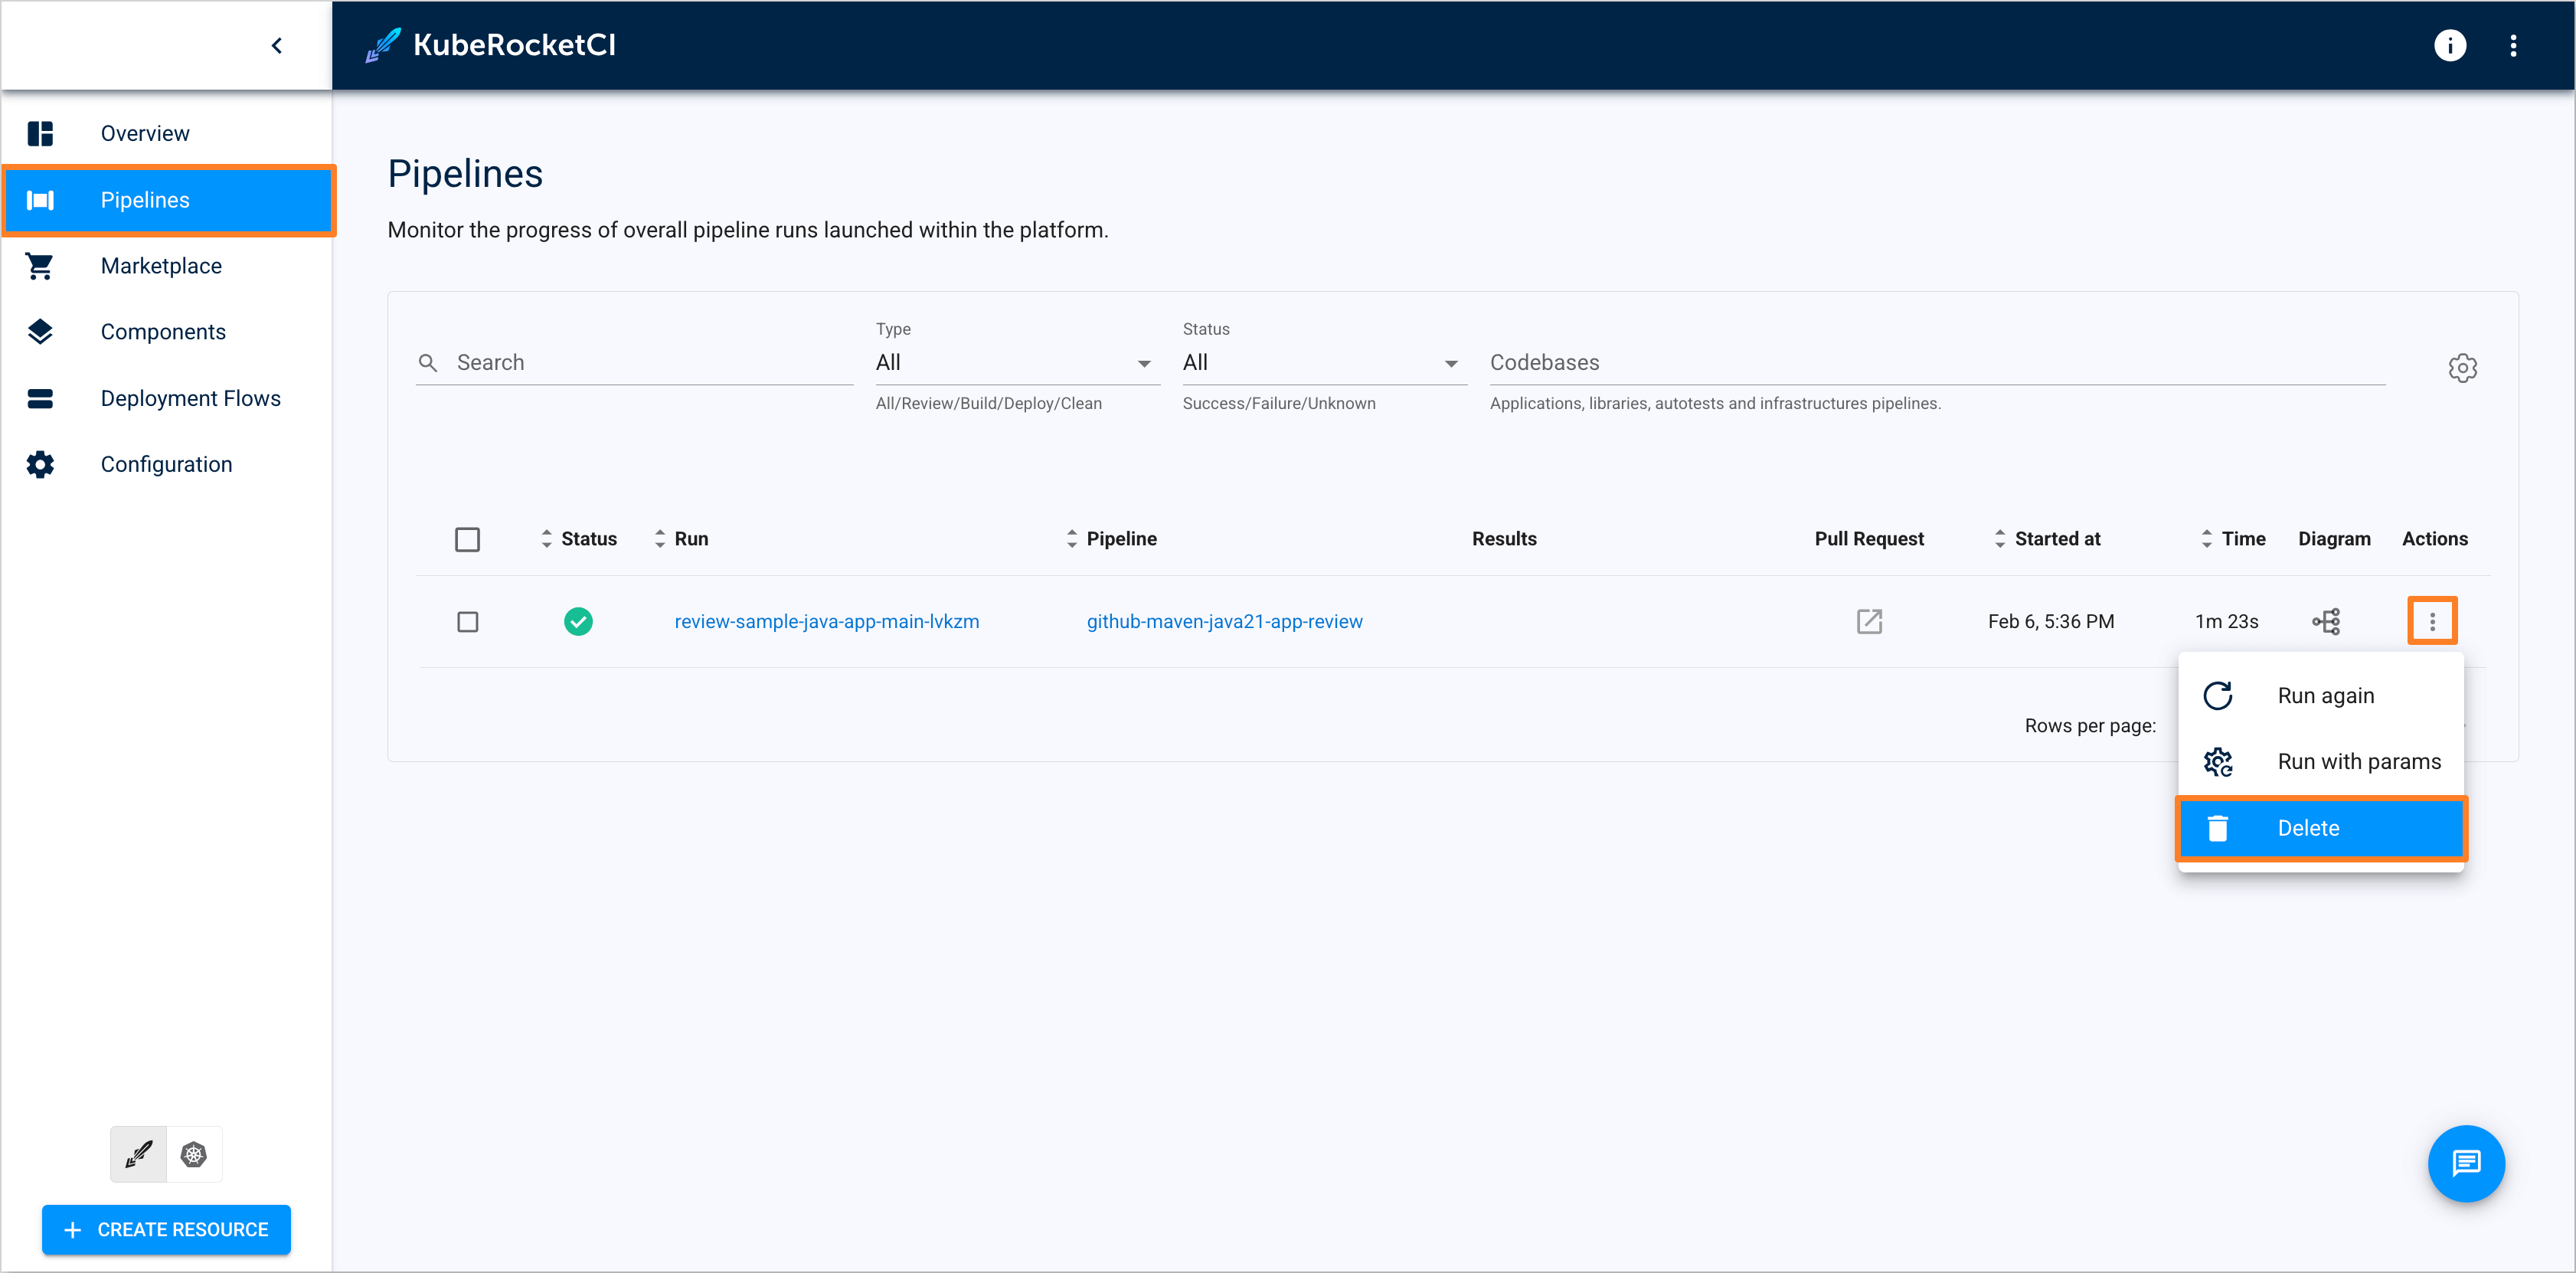 KubeRocketCI
Overview
Pipelines
Marketplace
Components
Deployment Flows
Configuration
CREATE RESOURCE
Pipelines
Monitor the progress of overall pipeline runs launched within the platform.
Search
Type
All
All/Review/Build/Deploy/Clean
Status
All
Success/Failure/Unknown
Codebases
Applications, libraries, autotests and infrastructures pipelines.
Status Run Pipeline Results Pull Request Started at Time Diagram Actions
review-sample-java-app-main-lvkzm github-maven-java21-app-review Feb 6, 5:36 PM 1m 23s
Rows per page:
Run again
Run with params
Delete